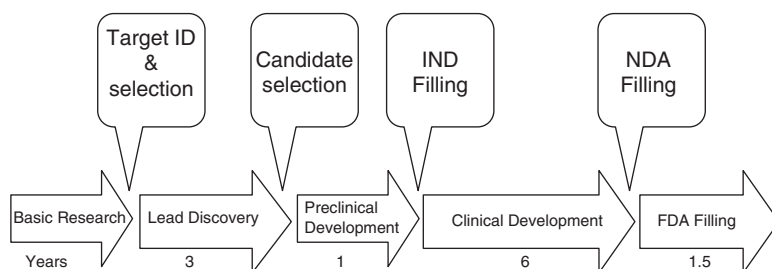 Target ID
&
selection
Candidate
selection
IND
Filling
NDA
Filling
Basic Research
Lead Discovery
Preclinical
Development
Clinical Development
FDA Filling
Years
3
1
6
1.5